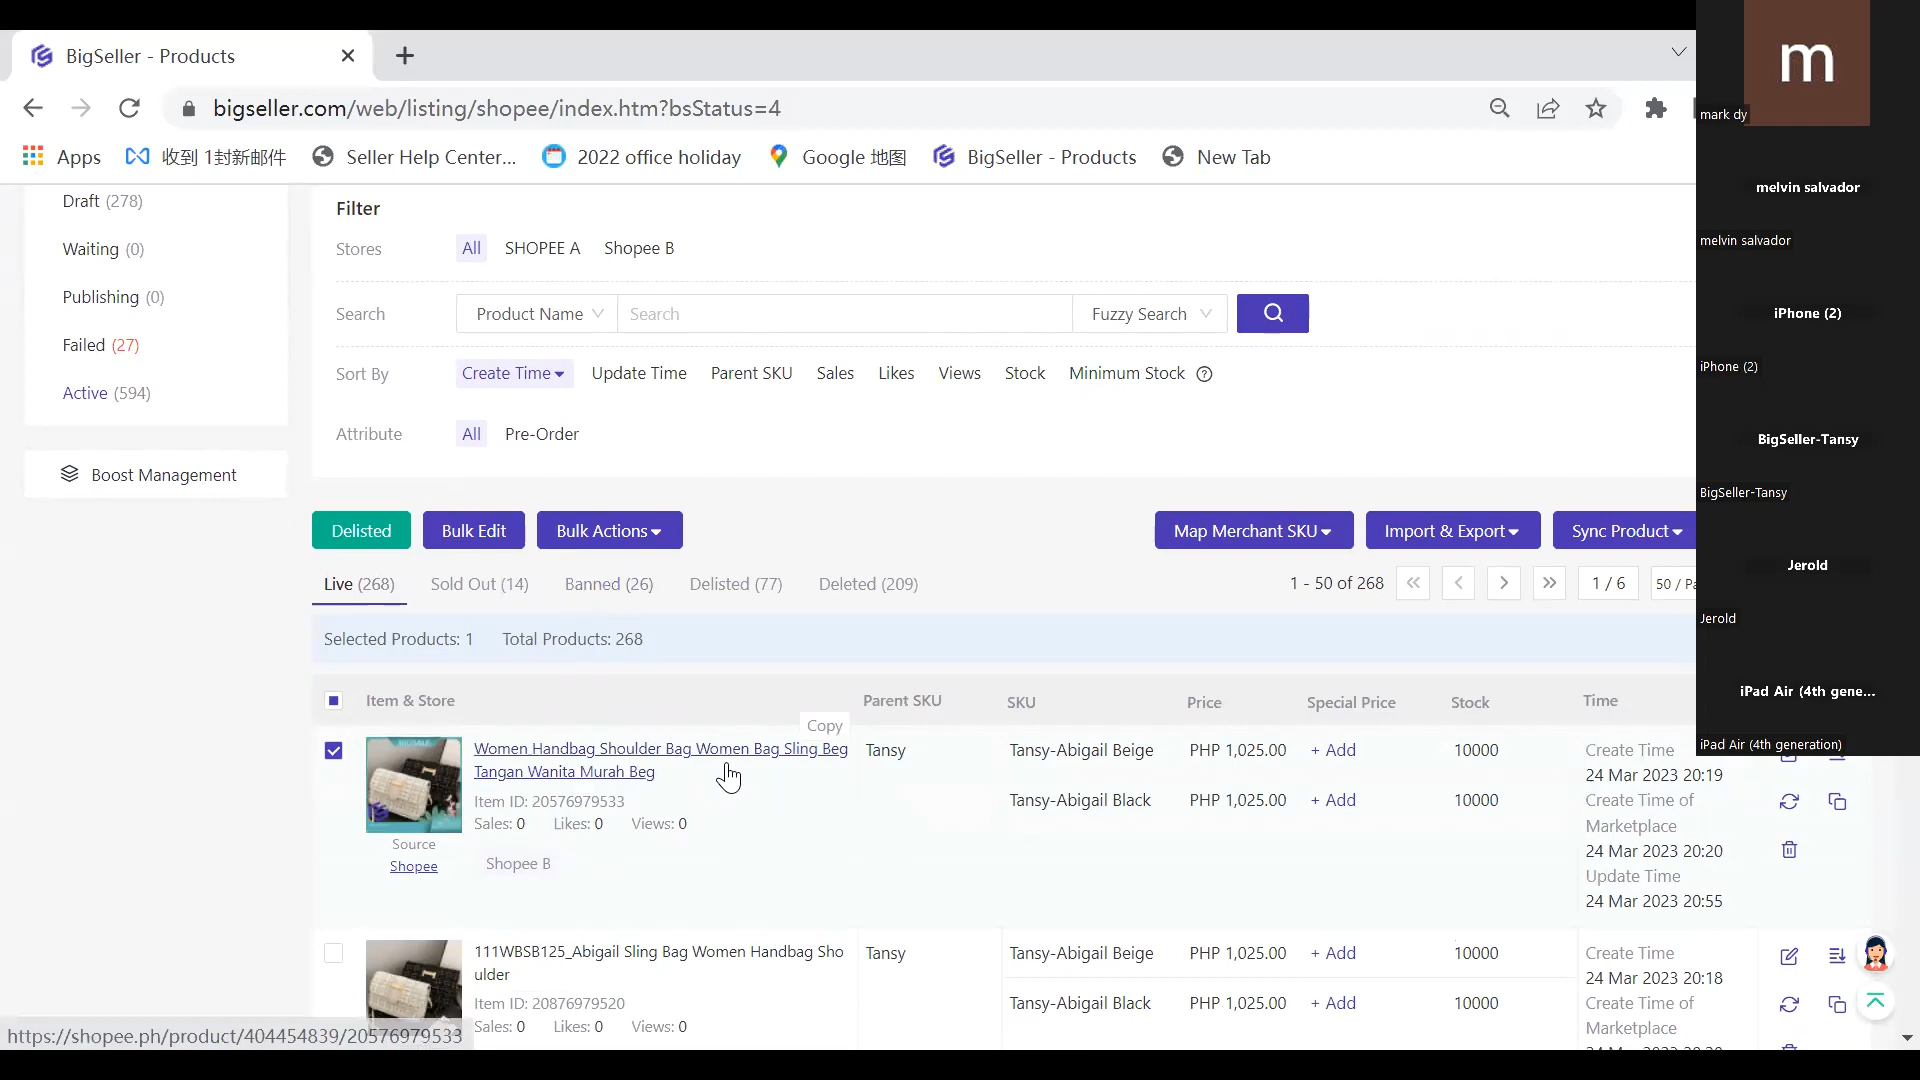 BigSeller - Products
bigseller.com/web/listing/shopee/index.htm?bsStatus=4
Apps
收到 1封新邮件
Seller Help Center...
2022 office holiday
Google 地图
BigSeller - Products
New Tab
m
mark dy
melvin salvador
melvin salvador
iPhone (2)
iPhone (2)
BigSeller-Tansy
BigSeller-Tansy
Jerold
Jerold
iPad Air (4th gene...
iPad Air (4th generation)
Draft (278)
Waiting (0)
Publishing (0)
Failed (27)
Active (594)
Boost Management
Filter
Stores All SHOPEE A Shopee B
Search Product Name Search Fuzzy Search
Sort By Create Time Update Time Parent SKU Sales Likes Views Stock Minimum Stock
Attribute All Pre-Order
Delisted Bulk Edit Bulk Actions Map Merchant SKU Import & Export Sync Product
Live (268) Sold Out (14) Banned (26) Delisted (77) Deleted (209) 1 - 50 of 268 1 / 6 50 / Pa
Selected Products: 1 Total Products: 268
Item & Store Parent SKU SKU Price Special Price Stock Time
Copy
Women Handbag Shoulder Bag Women Bag Sling Beg
Tangan Wanita Murah Beg
Item ID: 20576979533
Sales: 0 Likes: 0 Views: 0
Source
Shopee
Shopee B
Tansy
Tansy-Abigail Beige PHP 1,025.00 + Add 10000
Tansy-Abigail Black PHP 1,025.00 + Add 10000
Create Time
24 Mar 2023 20:19
Create Time of
Marketplace
24 Mar 2023 20:20
Update Time
24 Mar 2023 20:55
111WBSB125_Abigail Sling Bag Women Handbag Sho
ulder
Item ID: 20876979520
Sales: 0 Likes: 0 Views: 0
Tansy
Tansy-Abigail Beige PHP 1,025.00 + Add 10000
Tansy-Abigail Black PHP 1,025.00 + Add 10000
Create Time
24 Mar 2023 20:18
Create Time of
Marketplace
https://shopee.ph/product/404454839/20576979533